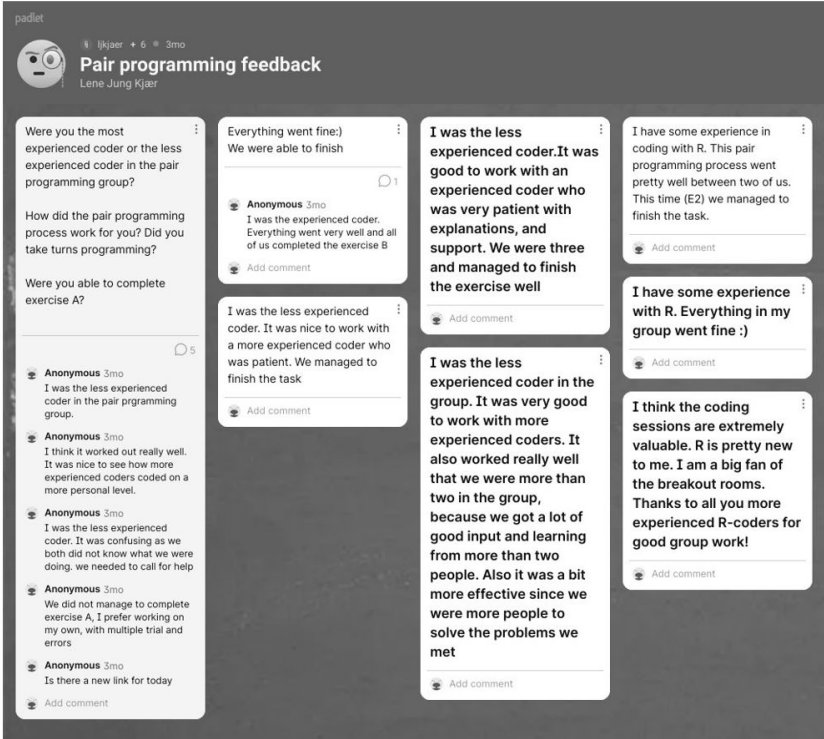 padlet
ljkjaer + 6 3mo
Pair programming feedback
Lene Jung Kjær
Were you the most
experienced coder or the less
experienced coder in the pair
programming group?
How did the pair programming
process work for you? Did you
take turns programming?
Were you able to complete
exercise A?
5
Anonymous 3mo
I was the less experienced
coder in the pair prgramming
group.
Anonymous 3mo
I think it worked out really well.
It was nice to see how more
experienced coders coded on a
more personal level.
Anonymous 3mo
I was the less experienced
coder. It was confusing as we
both did not know what we were
doing. we needed to call for help
Anonymous 3mo
We did not manage to complete
exercise A, I prefer working on
my own, with multiple trial and
errors
Anonymous 3mo
Is there a new link for today
Add comment
Everything went fine:)
We were able to finish
1
Anonymous 3mo
I was the experienced coder.
Everything went very well and all
of us completed the exercise B
Add comment
I was the less experienced
coder. It was nice to work with
a more experienced coder who
was patient. We managed to
finish the task
Add comment
I was the less
experienced coder.It was
good to work with an
experienced coder who
was very patient with
explanations, and
support. We were three
and managed to finish
the exercise well
Add comment
I was the less
experienced coder in the
group. It was very good
to work with more
experienced coders. It
also worked really well
that we were more than
two in the group,
because we got a lot of
good input and learning
from more than two
people. Also it was a bit
more effective since we
were more people to
solve the problems we
met
Add comment
I have some experience in
coding with R. This pair
programming process went
pretty well between two of us.
This time (E2) we managed to
finish the task.
Add comment
I have some experience
with R. Everything in my
group went fine :)
Add comment
I think the coding
sessions are extremely
valuable. R is pretty new
to me. I am a big fan of
the breakout rooms.
Thanks to all you more
experienced R-coders for
good group work!
Add comment